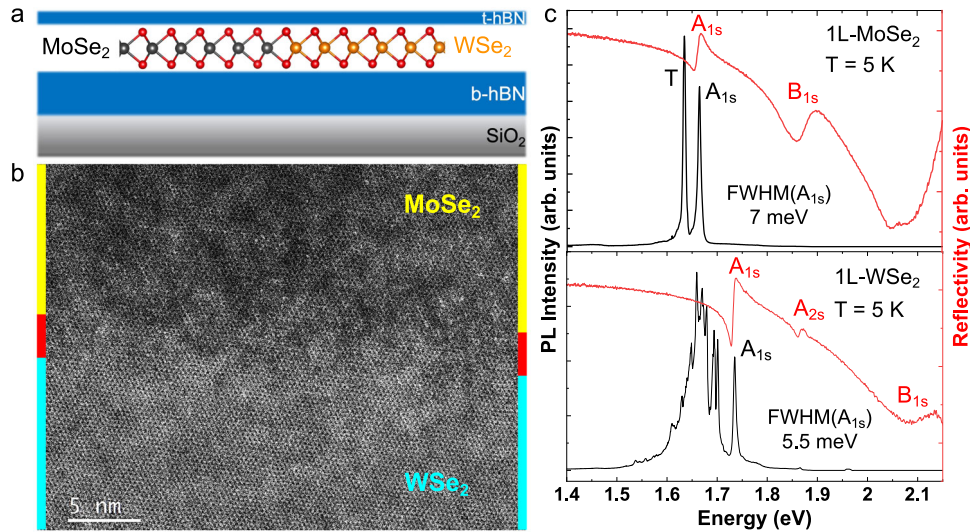 a
t-hBN
MoSe₂
WSe₂
b-hBN
SiO₂
b
MoSe₂
WSe₂
5 nm
c
PL Intensity (arb. units)
Reflectivity (arb. units)
A₁ₛ
1L-MoSe₂
T = 5 K
T
A₁ₛ
B₁ₛ
FWHM(A₁ₛ)
7 meV
A₁ₛ
1L-WSe₂
T = 5 K
A₂ₛ
A₁ₛ
B₁ₛ
FWHM(A₁ₛ)
5.5 meV
1.4 1.5 1.6 1.7 1.8 1.9 2 2.1
Energy (eV)